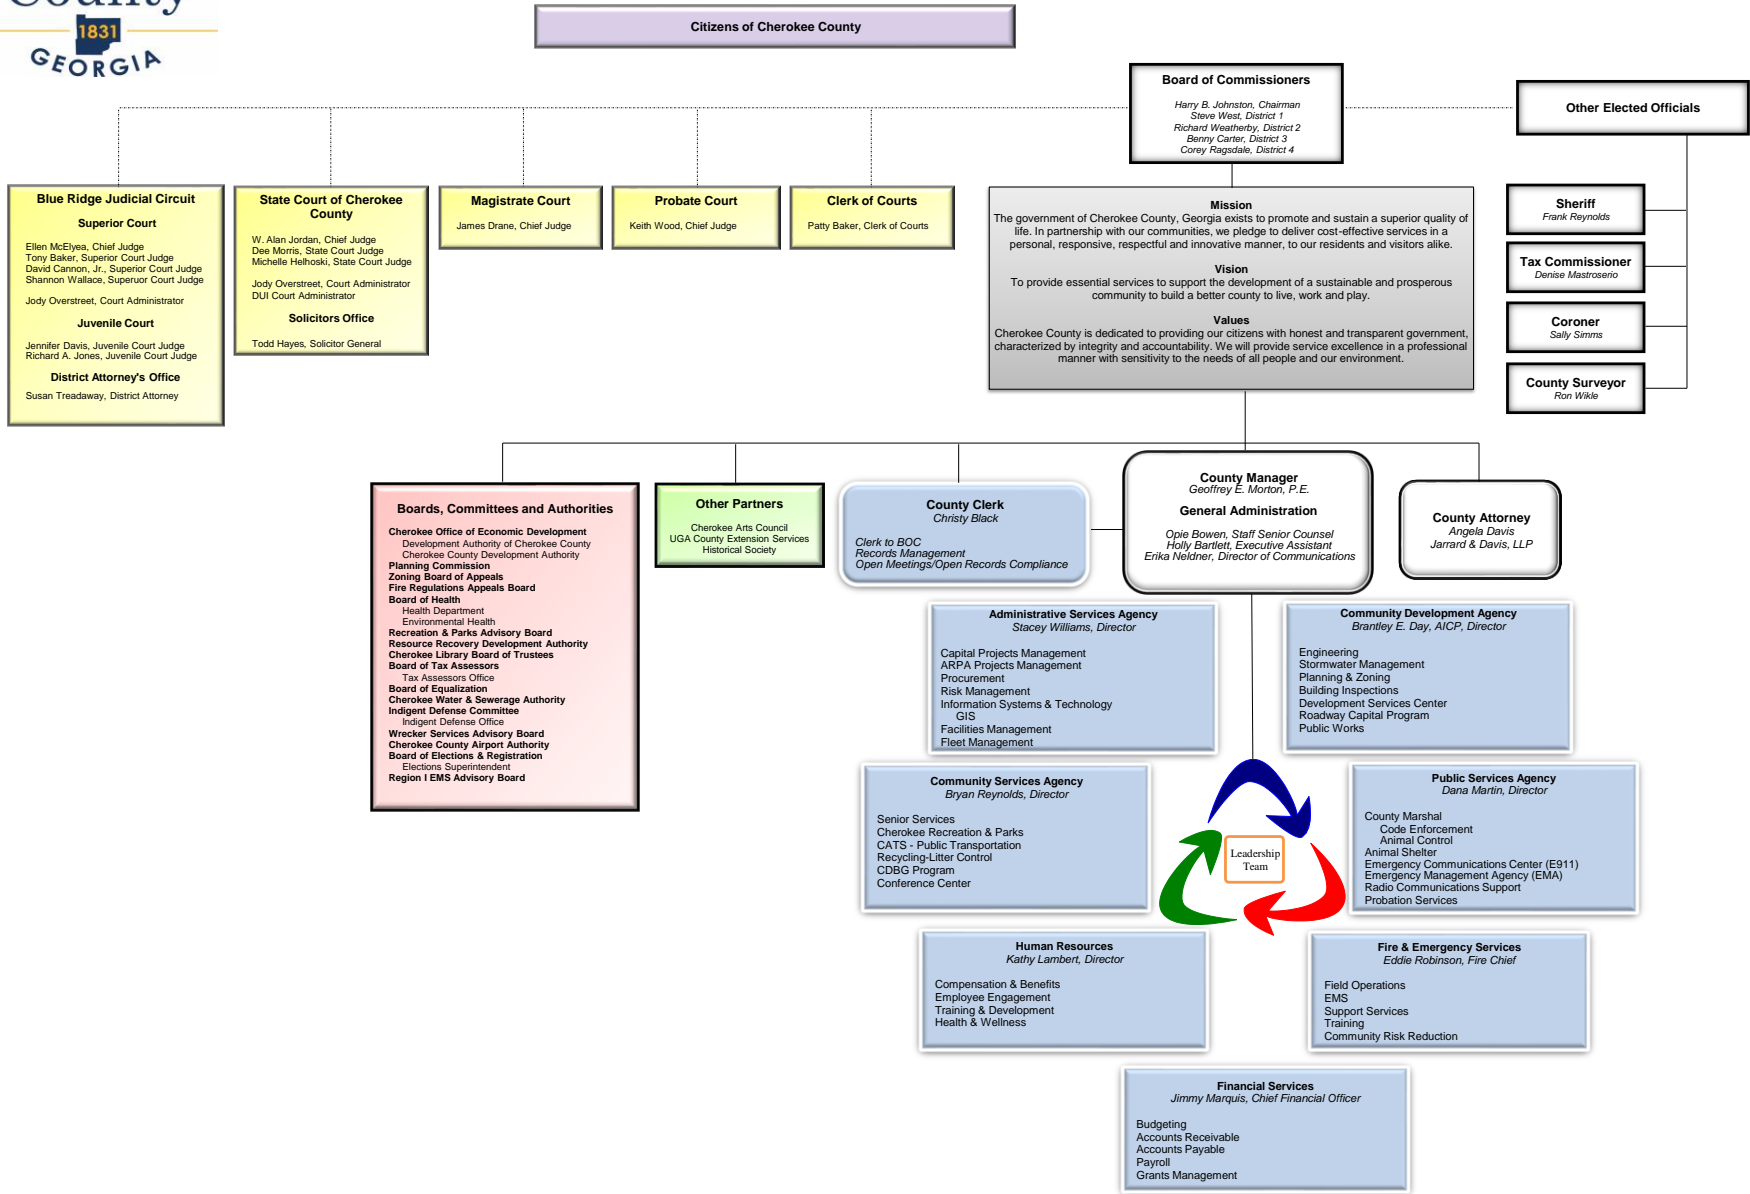 County
1831
GEORGIA
Citizens of Cherokee County
Board of Commissioners
Harry B. Johnston, Chairman
Steve West, District 1
Richard Weatherby, District 2
Benny Carter, District 3
Corey Ragsdale, District 4
Other Elected Officials
Blue Ridge Judicial Circuit
Superior Court
Ellen McElyea, Chief Judge
Tony Baker, Superior Court Judge
David Cannon, Jr., Superior Court Judge
Shannon Wallace, Superuor Court Judge
Jody Overstreet, Court Administrator
Juvenile Court
Jennifer Davis, Juvenile Court Judge
Richard A. Jones, Juvenile Court Judge
District Attorney's Office
Susan Treadaway, District Attorney
State Court of Cherokee
County
W. Alan Jordan, Chief Judge
Dee Morris, State Court Judge
Michelle Helhoski, State Court Judge
Jody Overstreet, Court Administrator
DUI Court Administrator
Solicitors Office
Todd Hayes, Solicitor General
Magistrate Court
James Drane, Chief Judge
Probate Court
Keith Wood, Chief Judge
Clerk of Courts
Patty Baker, Clerk of Courts
Mission
The government of Cherokee County, Georgia exists to promote and sustain a superior quality of
life. In partnership with our communities, we pledge to deliver cost-effective services in a
personal, responsive, respectful and innovative manner, to our residents and visitors alike.
Vision
To provide essential services to support the development of a sustainable and prosperous
community to build a better county to live, work and play.
Values
Cherokee County is dedicated to providing our citizens with honest and transparent government,
characterized by integrity and accountability. We will provide service excellence in a professional
manner with sensitivity to the needs of all people and our environment.
Sheriff
Frank Reynolds
Tax Commissioner
Denise Mastroserio
Coroner
Sally Simms
County Surveyor
Ron Wikle
Boards, Committees and Authorities
Cherokee Office of Economic Development
Development Authority of Cherokee County
Cherokee County Development Authority
Planning Commission
Zoning Board of Appeals
Fire Regulations Appeals Board
Board of Health
Health Department
Environmental Health
Recreation & Parks Advisory Board
Resource Recovery Development Authority
Cherokee Library Board of Trustees
Board of Tax Assessors
Tax Assessors Office
Board of Equalization
Cherokee Water & Sewerage Authority
Indigent Defense Committee
Indigent Defense Office
Wrecker Services Advisory Board
Cherokee County Airport Authority
Board of Elections & Registration
Elections Superintendent
Region I EMS Advisory Board
Other Partners
Cherokee Arts Council
UGA County Extension Services
Historical Society
County Clerk
Christy Black
Clerk to BOC
Records Management
Open Meetings/Open Records Compliance
County Manager
Geoffrey E. Morton, P.E.
General Administration
Opie Bowen, Staff Senior Counsel
Holly Bartlett, Executive Assistant
Erika Neldner, Director of Communications
County Attorney
Angela Davis
Jarrard & Davis, LLP
Administrative Services Agency
Stacey Williams, Director
Capital Projects Management
ARPA Projects Management
Procurement
Risk Management
Information Systems & Technology
GIS
Facilities Management
Fleet Management
Community Development Agency
Brantley E. Day, AICP, Director
Engineering
Stormwater Management
Planning & Zoning
Building Inspections
Development Services Center
Roadway Capital Program
Public Works
Community Services Agency
Bryan Reynolds, Director
Senior Services
Cherokee Recreation & Parks
CATS - Public Transportation
Recycling-Litter Control
CDBG Program
Conference Center
Leadership
Team
Public Services Agency
Dana Martin, Director
County Marshal
Code Enforcement
Animal Control
Animal Shelter
Emergency Communications Center (E911)
Emergency Management Agency (EMA)
Radio Communications Support
Probation Services
Human Resources
Kathy Lambert, Director
Compensation & Benefits
Employee Engagement
Training & Development
Health & Wellness
Fire & Emergency Services
Eddie Robinson, Fire Chief
Field Operations
EMS
Support Services
Training
Community Risk Reduction
Financial Services
Jimmy Marquis, Chief Financial Officer
Budgeting
Accounts Receivable
Accounts Payable
Payroll
Grants Management